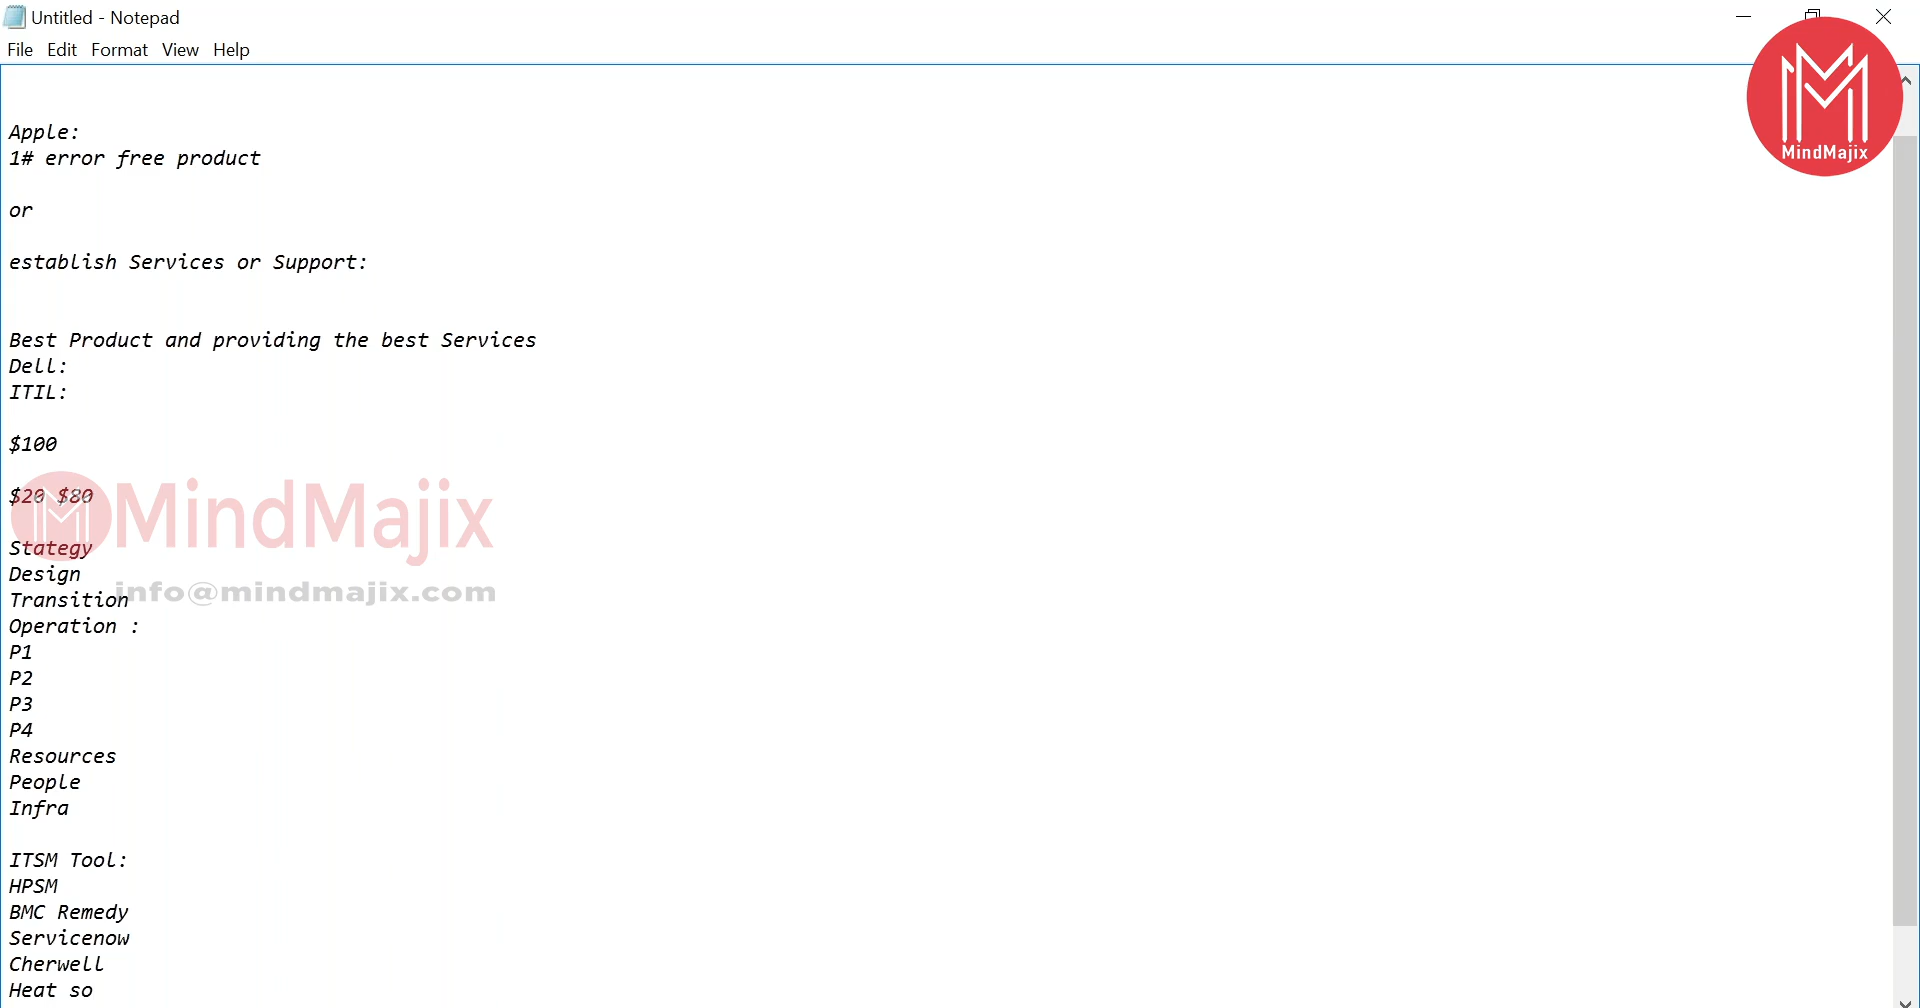 Untitled - Notepad
File Edit Format View Help
MindMajix
Apple:
1# error free product
or
establish Services or Support:
Best Product and providing the best Services
Dell:
ITIL:
$100
$20 $80
MindMajix
Stategy
Design
info@mindmajix.com
Transition
Operation :
P1
P2
P3
P4
Resources
People
Infra
ITSM Tool:
HPSM
BMC Remedy
Servicenow
Cherwell
Heat so